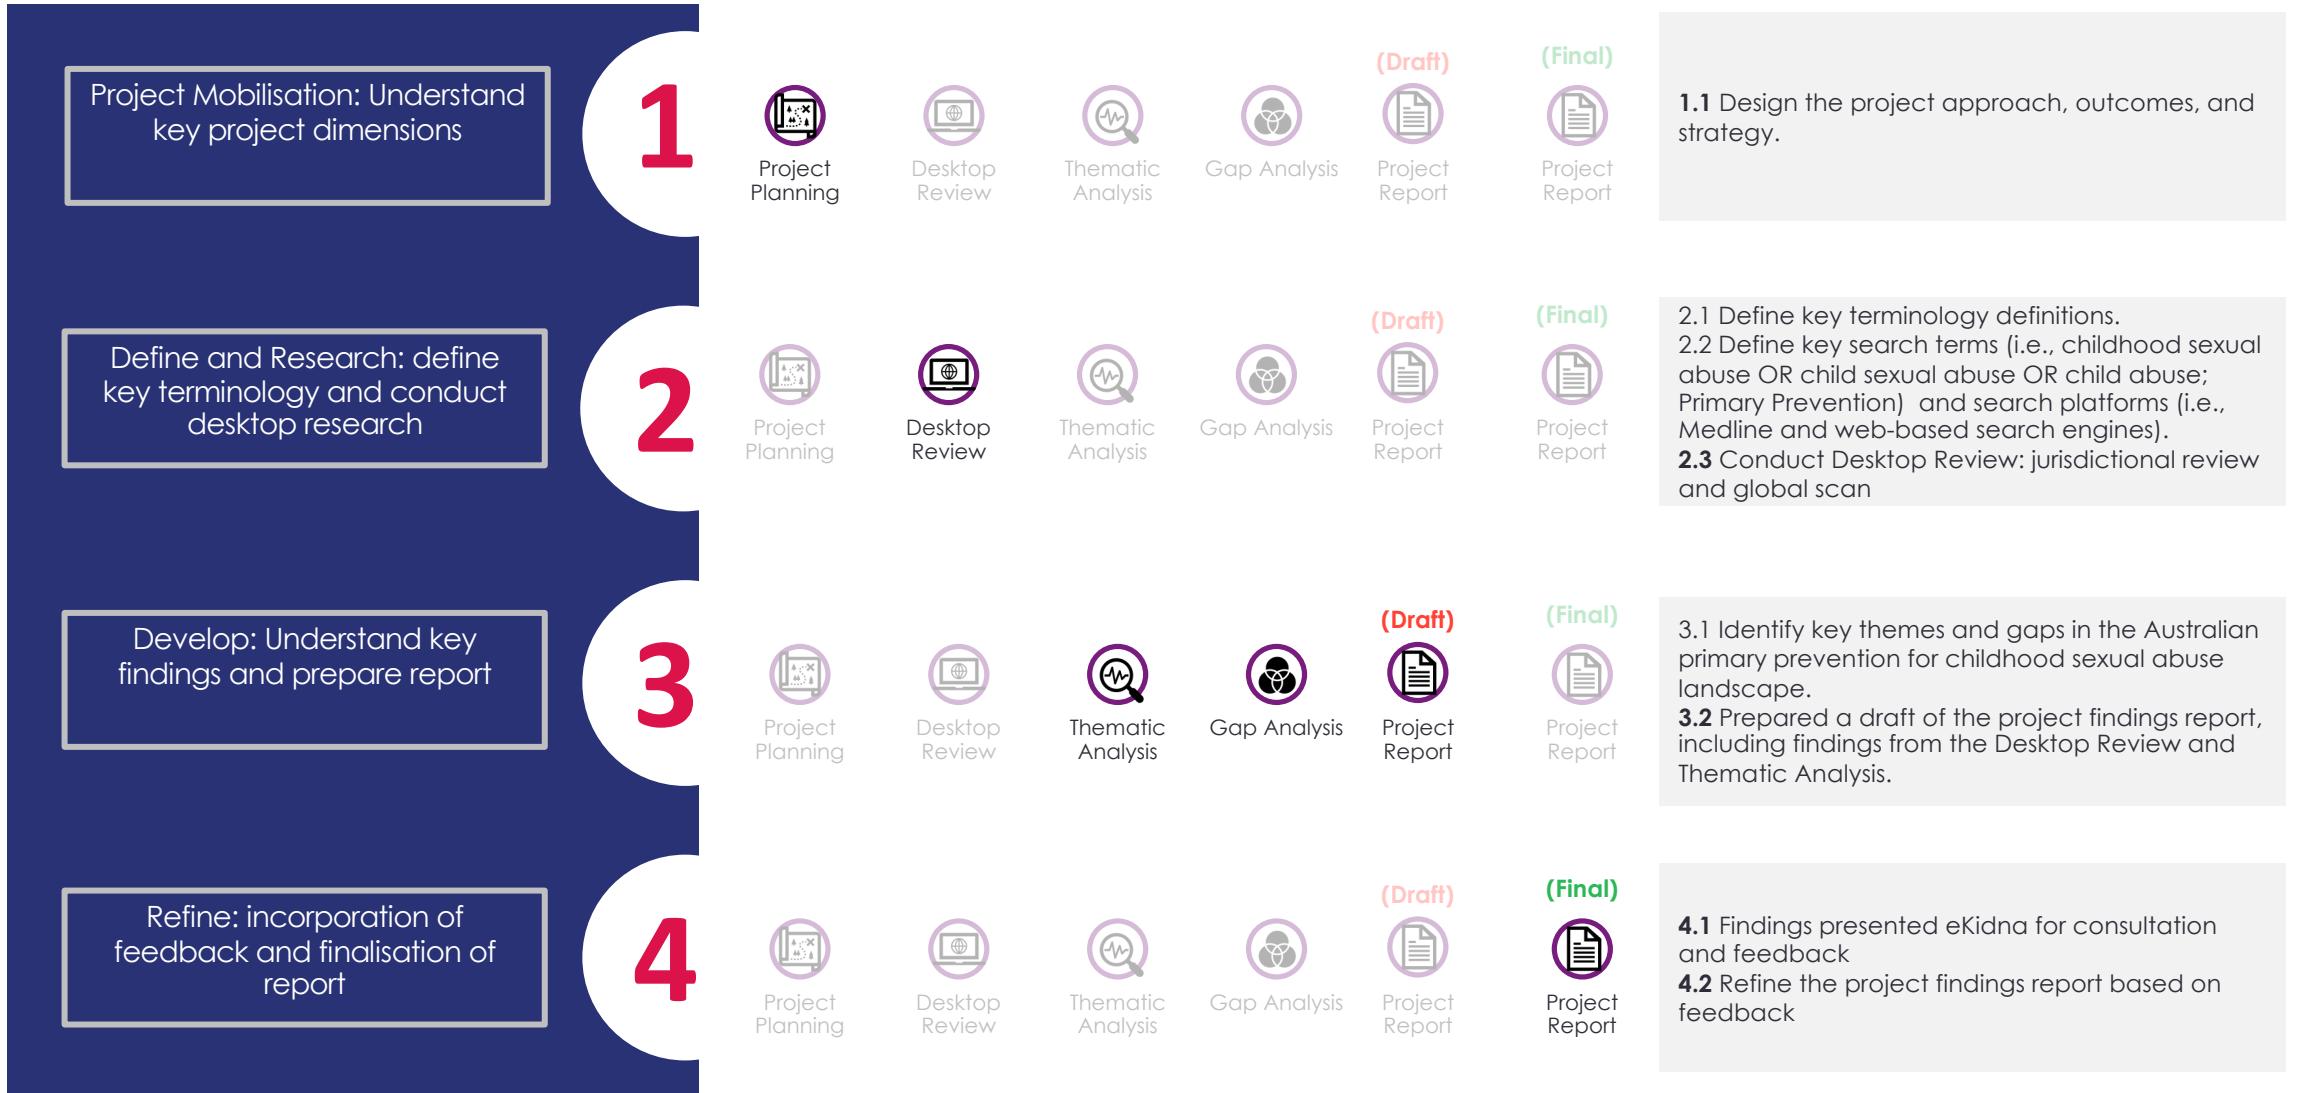 Project Mobilisation: Understand
key project dimensions
1
(Draft)
(Final)
Project
Planning
Desktop
Review
Thematic
Analysis
Gap Analysis
Project
Report
Project
Report
1.1 Design the project approach, outcomes, and
strategy.
Define and Research: define
key terminology and conduct
desktop research
2
(Draft)
(Final)
Project
Planning
Desktop
Review
Thematic
Analysis
Gap Analysis
Project
Report
Project
Report
2.1 Define key terminology definitions.
2.2 Define key search terms (i.e., childhood sexual
abuse OR child sexual abuse OR child abuse;
Primary Prevention)  and search platforms (i.e.,
Medline and web-based search engines).
2.3 Conduct Desktop Review: jurisdictional review
and global scan
Develop: Understand key
findings and prepare report
3
(Draft)
(Final)
Project
Planning
Desktop
Review
Thematic
Analysis
Gap Analysis
Project
Report
Project
Report
3.1 Identify key themes and gaps in the Australian
primary prevention for childhood sexual abuse
landscape.
3.2 Prepared a draft of the project findings report,
including findings from the Desktop Review and
Thematic Analysis.
Refine: incorporation of
feedback and finalisation of
report
4
(Draft)
(Final)
Project
Planning
Desktop
Review
Thematic
Analysis
Gap Analysis
Project
Report
Project
Report
4.1 Findings presented eKidna for consultation
and feedback
4.2 Refine the project findings report based on
feedback